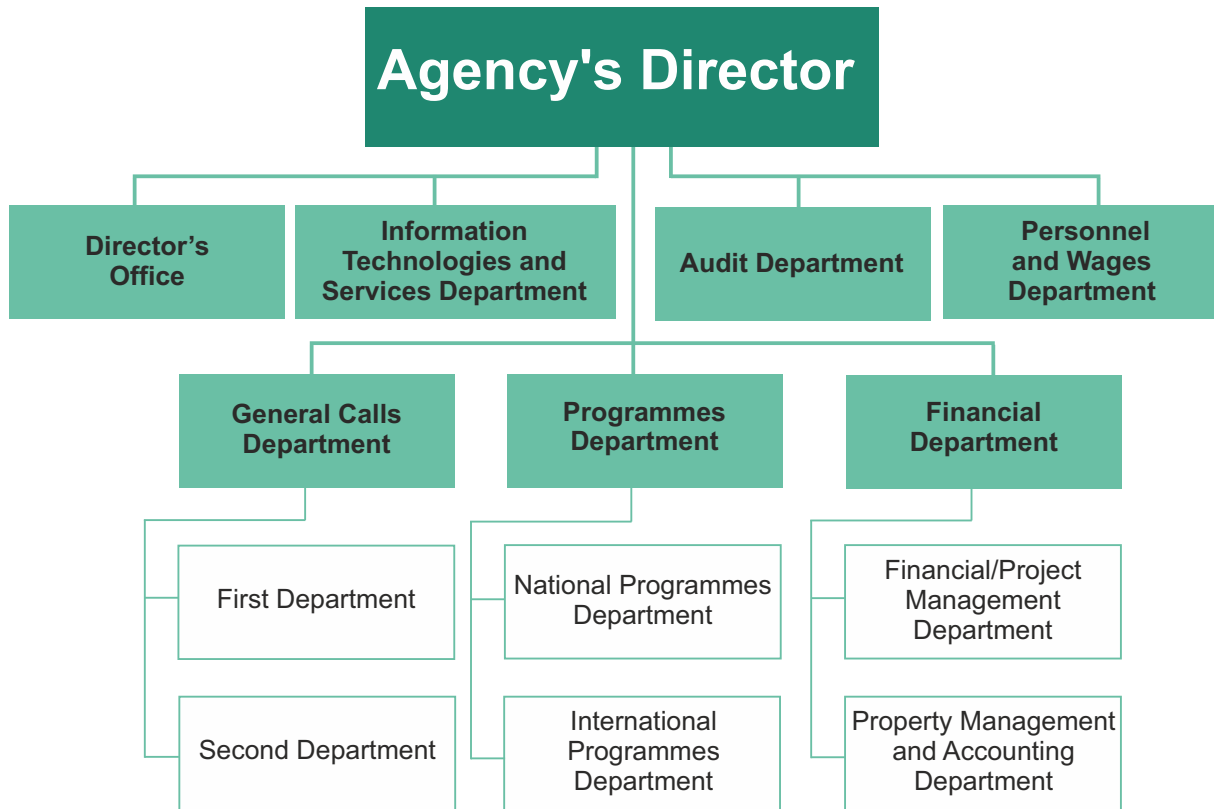 Agency's Director
Director’s
Office
Information
Technologies and
Services Department
Audit Department
Personnel
and Wages
Department
General Calls
Department
Programmes
Department
Financial
Department
First Department
National Programmes
Department
Financial/Project
Management
Department
Second Department
International
Programmes
Department
Property Management
and Accounting
Department